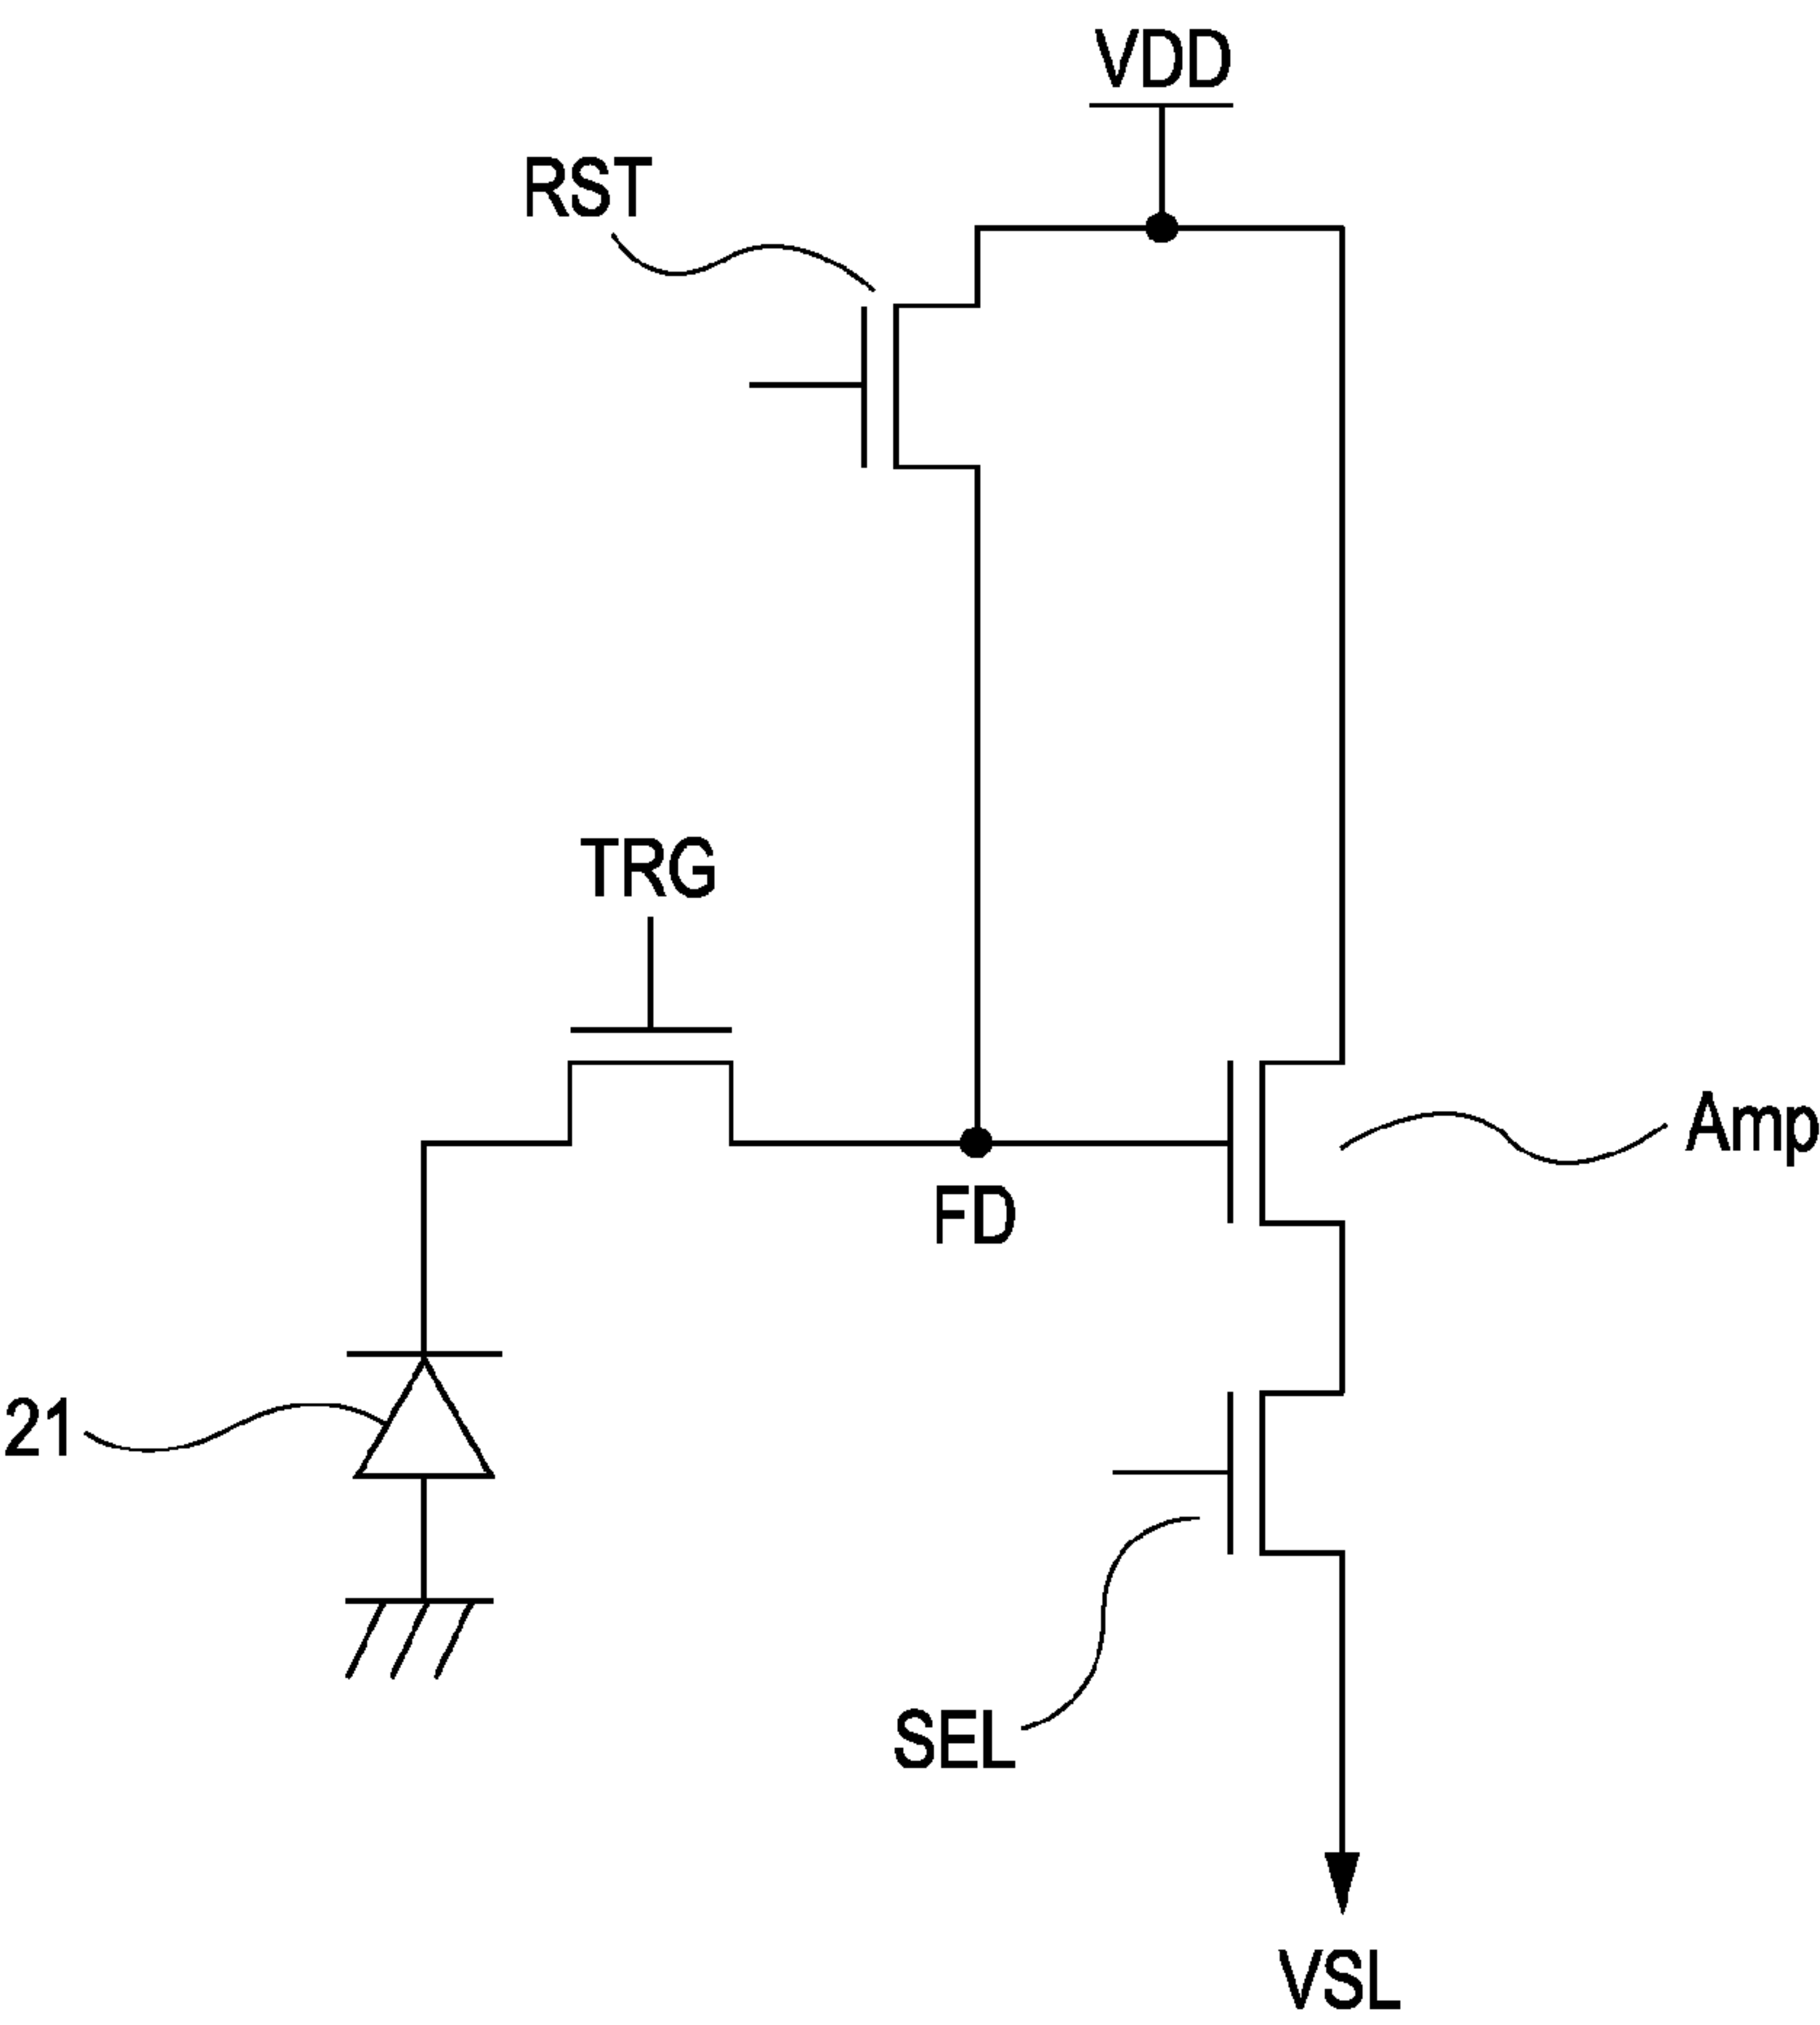 VDD
RST
TRG
Amp
FD
21
SEL
VSL